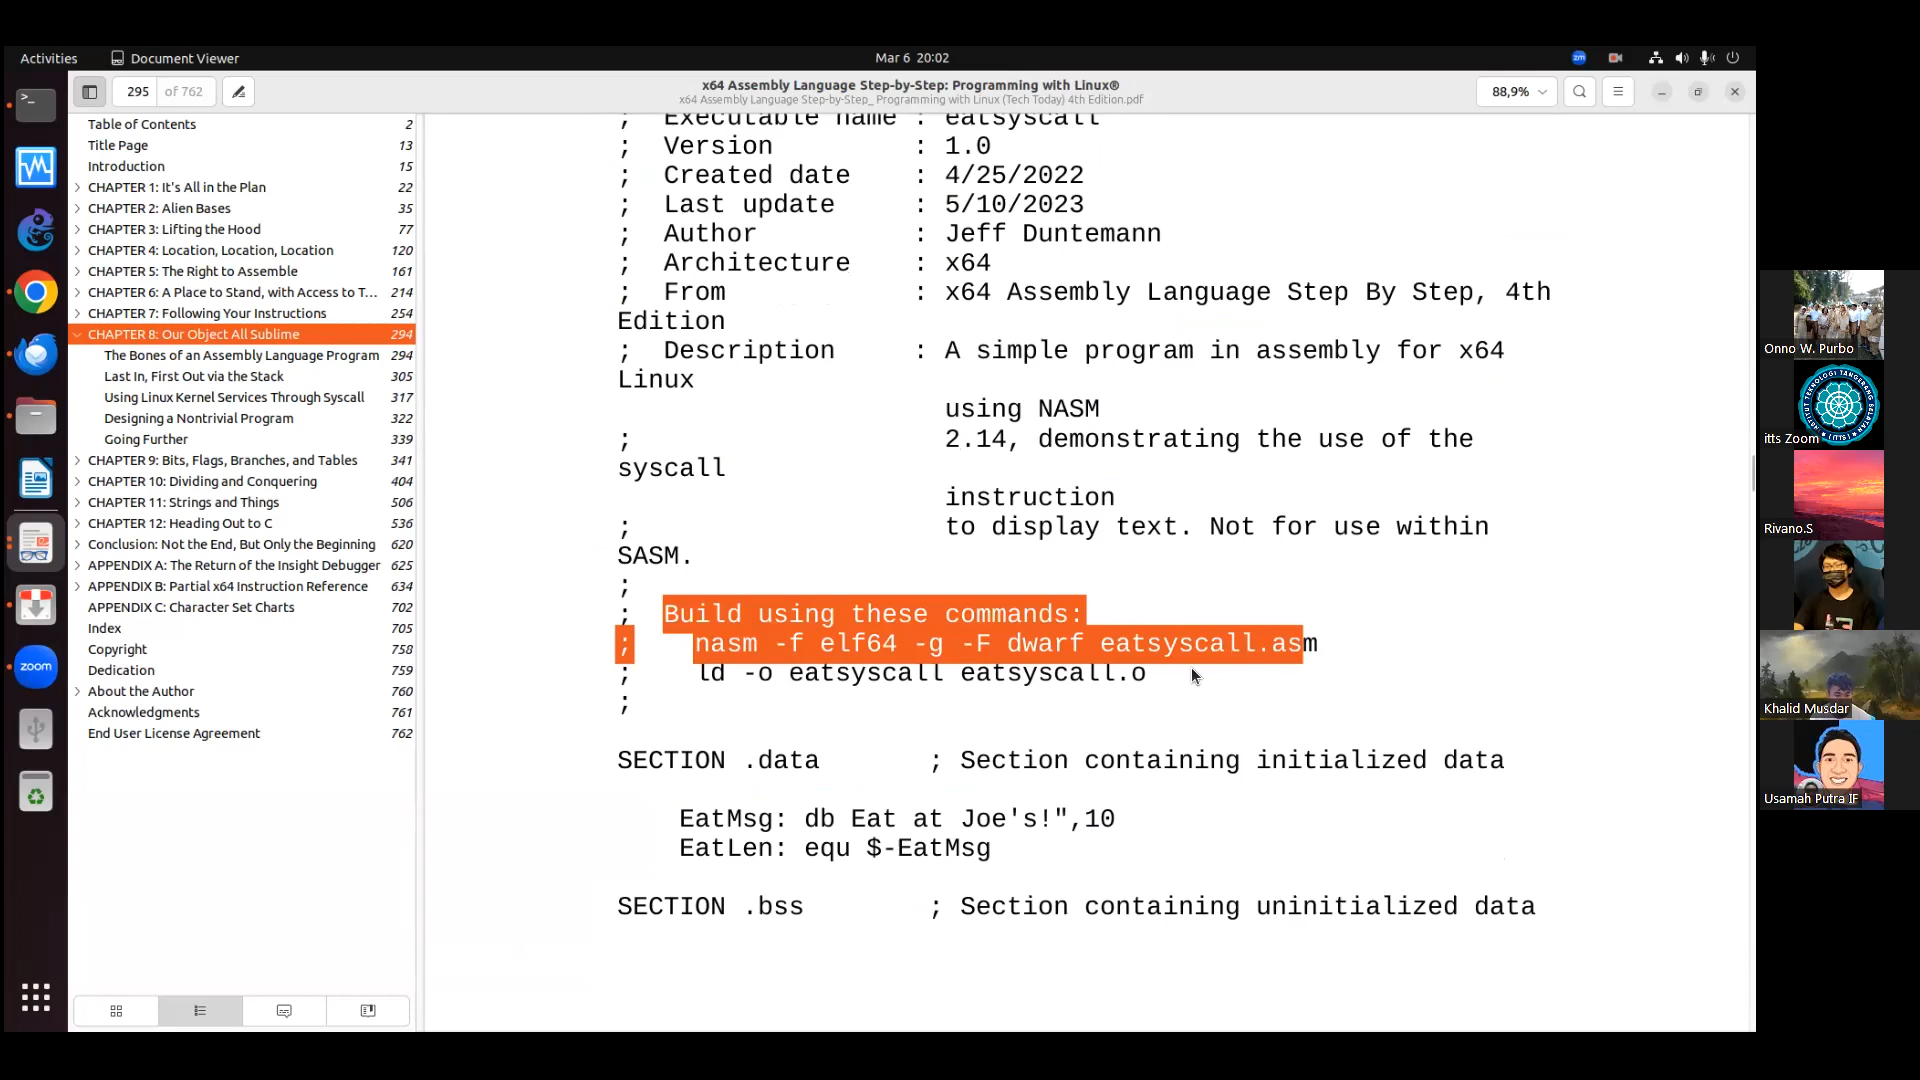 Activities
Document Viewer
Mar 6 20:02
zm
295
of 762
x64 Assembly Language Step-by-Step: Programming with Linux®
x64 Assembly Language Step-by-Step_ Programming with Linux (Tech Today) 4th Edition.pdf
88,9%
Table of Contents 2
Title Page 13
Introduction 15
CHAPTER 1: It's All in the Plan 22
CHAPTER 2: Alien Bases 35
CHAPTER 3: Lifting the Hood 77
CHAPTER 4: Location, Location, Location 120
CHAPTER 5: The Right to Assemble 161
CHAPTER 6: A Place to Stand, with Access to T... 214
CHAPTER 7: Following Your Instructions 254
CHAPTER 8: Our Object All Sublime 294
The Bones of an Assembly Language Program 294
Last In, First Out via the Stack 305
Using Linux Kernel Services Through Syscall 317
Designing a Nontrivial Program 322
Going Further 339
CHAPTER 9: Bits, Flags, Branches, and Tables 341
CHAPTER 10: Dividing and Conquering 404
CHAPTER 11: Strings and Things 506
CHAPTER 12: Heading Out to C 536
Conclusion: Not the End, But Only the Beginning 620
APPENDIX A: The Return of the Insight Debugger 625
APPENDIX B: Partial x64 Instruction Reference 634
APPENDIX C: Character Set Charts 702
Index 705
Copyright 758
Dedication 759
About the Author 760
Acknowledgments 761
End User License Agreement 762
zoom
; Executable name : eatsyscall
; Version : 1.0
; Created date : 4/25/2022
; Last update : 5/10/2023
; Author : Jeff Duntemann
; Architecture : x64
; From : x64 Assembly Language Step By Step, 4th
Edition
; Description : A simple program in assembly for x64
Linux
using NASM
; 2.14, demonstrating the use of the
syscall
instruction
; to display text. Not for use within
SASM.
;
; Build using these commands:
; nasm -f elf64 -g -F dwarf eatsyscall.asm
; ld -o eatsyscall eatsyscall.o
;
SECTION .data ; Section containing initialized data
EatMsg: db Eat at Joe's!",10
EatLen: equ $-EatMsg
SECTION .bss ; Section containing uninitialized data
Onno W. Purbo
itts Zoom
Rivano.S
Khalid Musdar
Usamah Putra IF